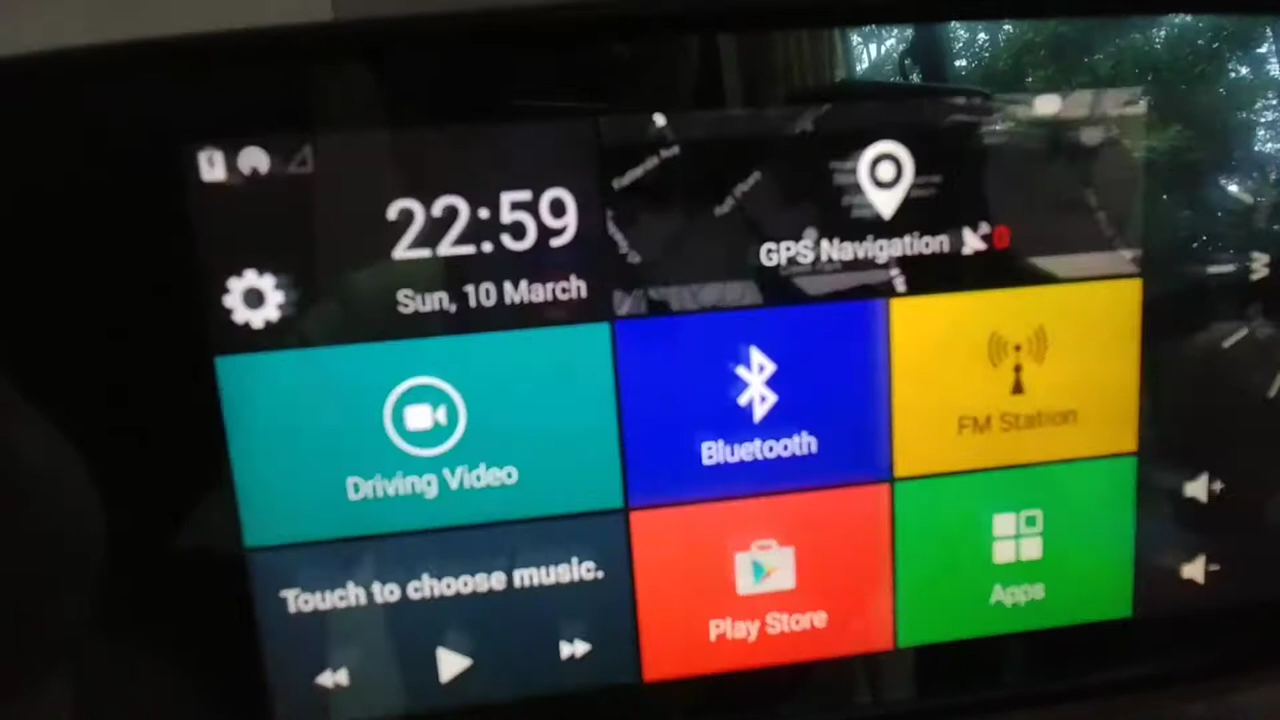 22:59
Sun, 10 March
GPS Navigation 0
Driving Video
Bluetooth
FM Station
Touch to choose music.
Play Store
Apps